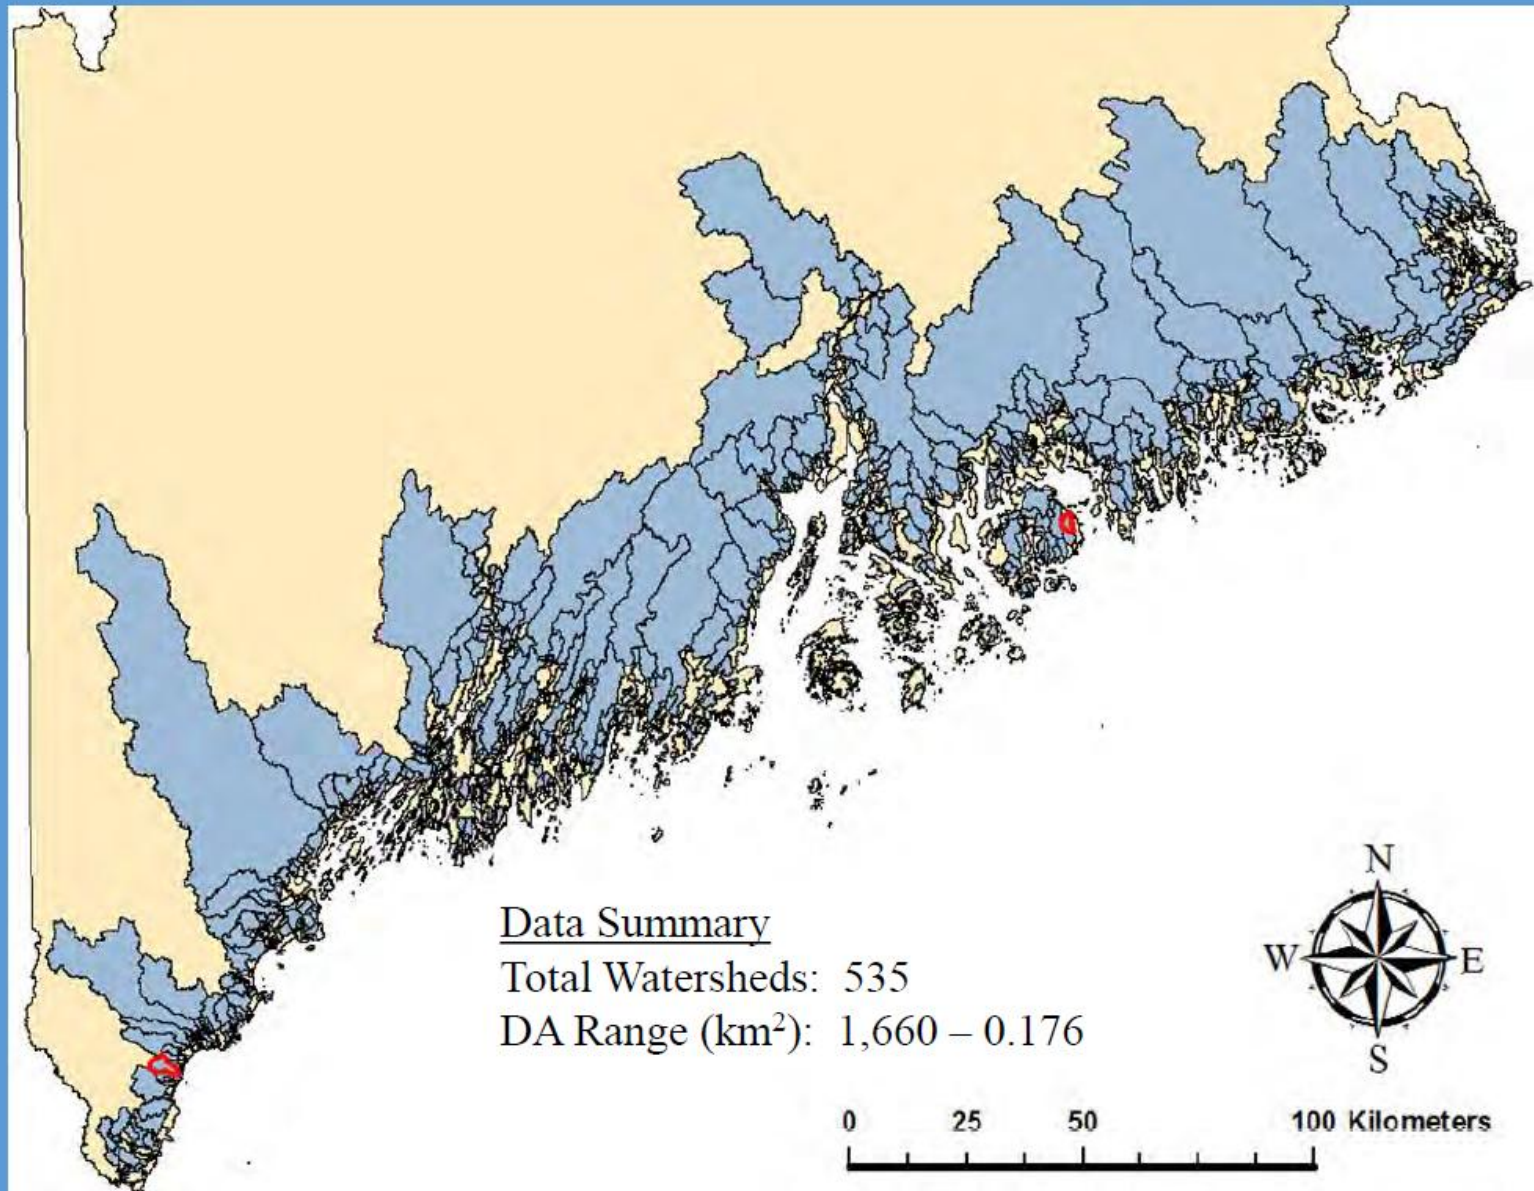 Data Summary
Total Watersheds: 535
DA Range (km²): 1,660 – 0.176
N
W E
S
0 25 50 100 Kilometers